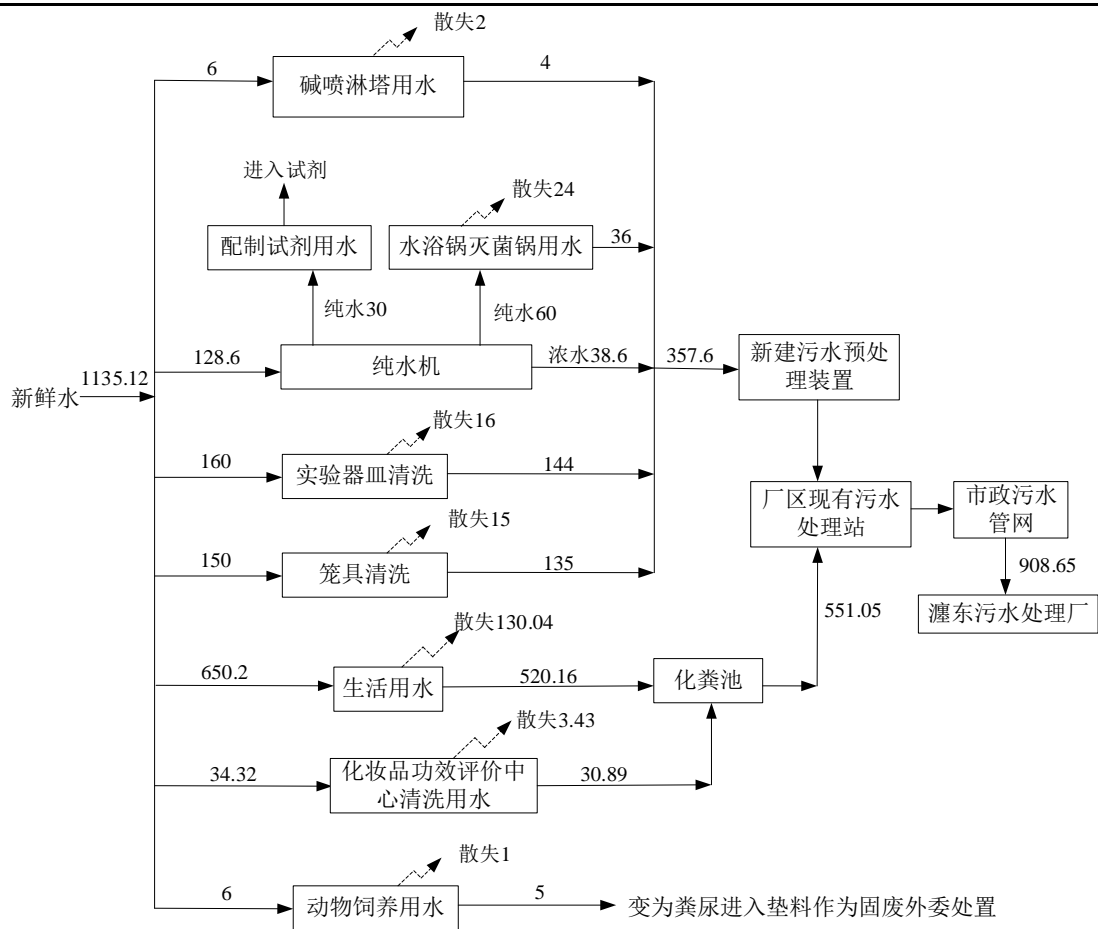 散失2
6
碱喷淋塔用水
4
进入试剂
散失24
配制试剂用水
水浴锅灭菌锅用水
36
纯水30
纯水60
128.6
纯水机
浓水38.6
357.6
新建污水预处
理装置
1135.12
新鲜水
散失16
160
实验器皿清洗
144
厂区现有污水
处理站
市政污水
管网
散失15
150
笼具清洗
135
908.65
551.05
瀍东污水处理厂
散失130.04
650.2
生活用水
520.16
化粪池
散失3.43
34.32
化妆品功效评价中
心清洗用水
30.89
散失1
6
动物饲养用水
5
变为粪尿进入垫料作为固废外委处置